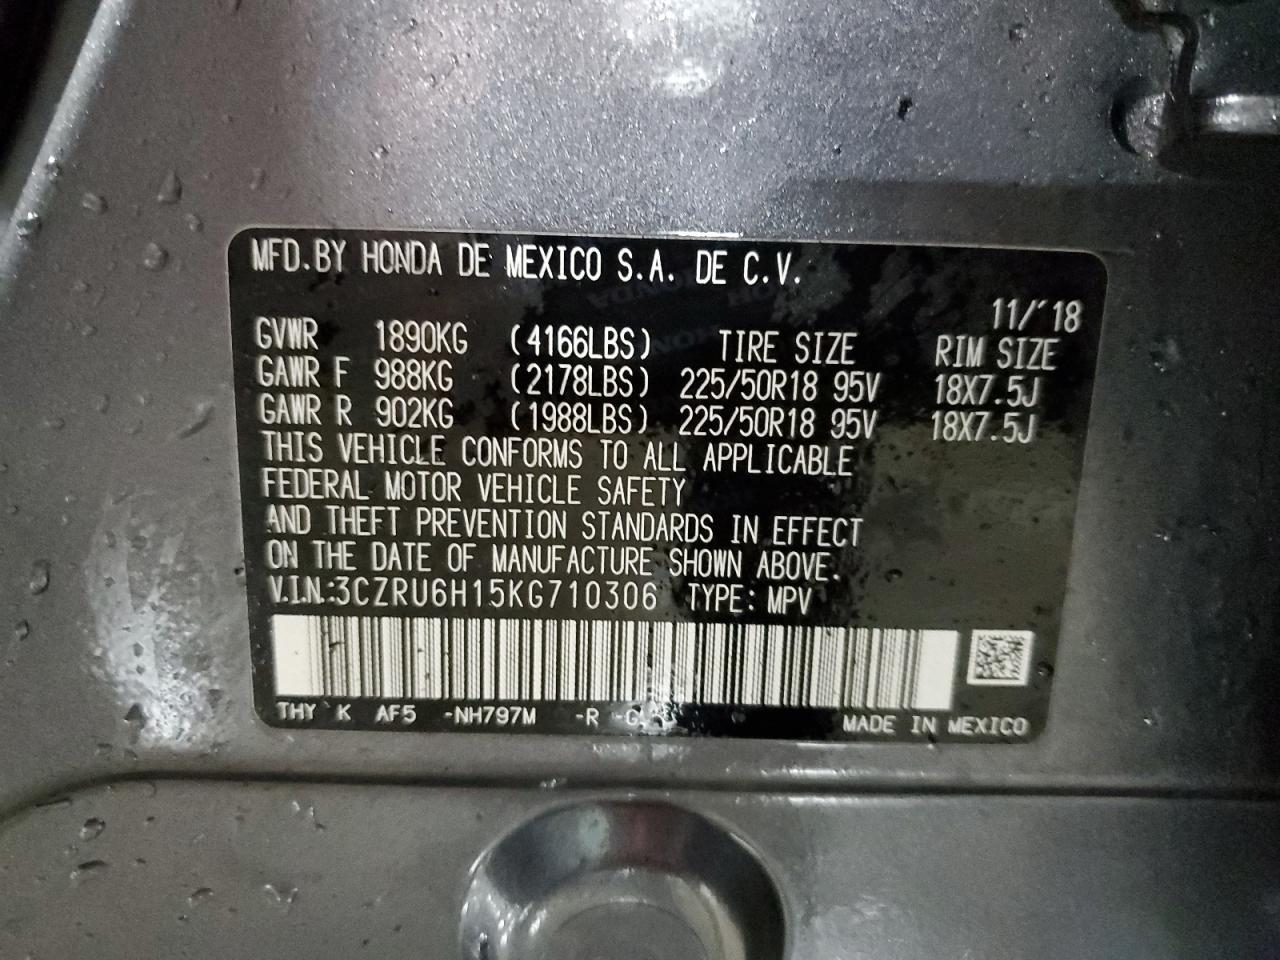 MFD.BY HONDA DE MEXICO S.A. DE C.V.
11/'18
GVWR 1890KG (4166LBS) TIRE SIZE RIM SIZE
GAWR F 988KG (2178LBS) 225/50R18 95V 18X7.5J
GAWR R 902KG (1988LBS) 225/50R18 95V 18X7.5J
THIS VEHICLE CONFORMS TO ALL APPLICABLE
FEDERAL MOTOR VEHICLE SAFETY
AND THEFT PREVENTION STANDARDS IN EFFECT
ON THE DATE OF MANUFACTURE SHOWN ABOVE.
V.I.N.:3CZRU6H15KG710306 TYPE: MPV
THY K AF5 -NH797M -R -G
MADE IN MEXICO